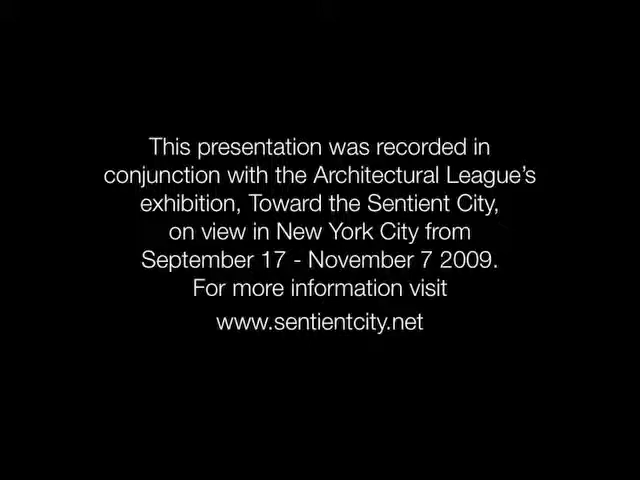 This presentation was recorded in
conjunction with the Architectural League's
exhibition, Toward the Sentient City,
on view in New York City from
September 17 - November 7 2009.
For more information visit
www.sentientcity.net